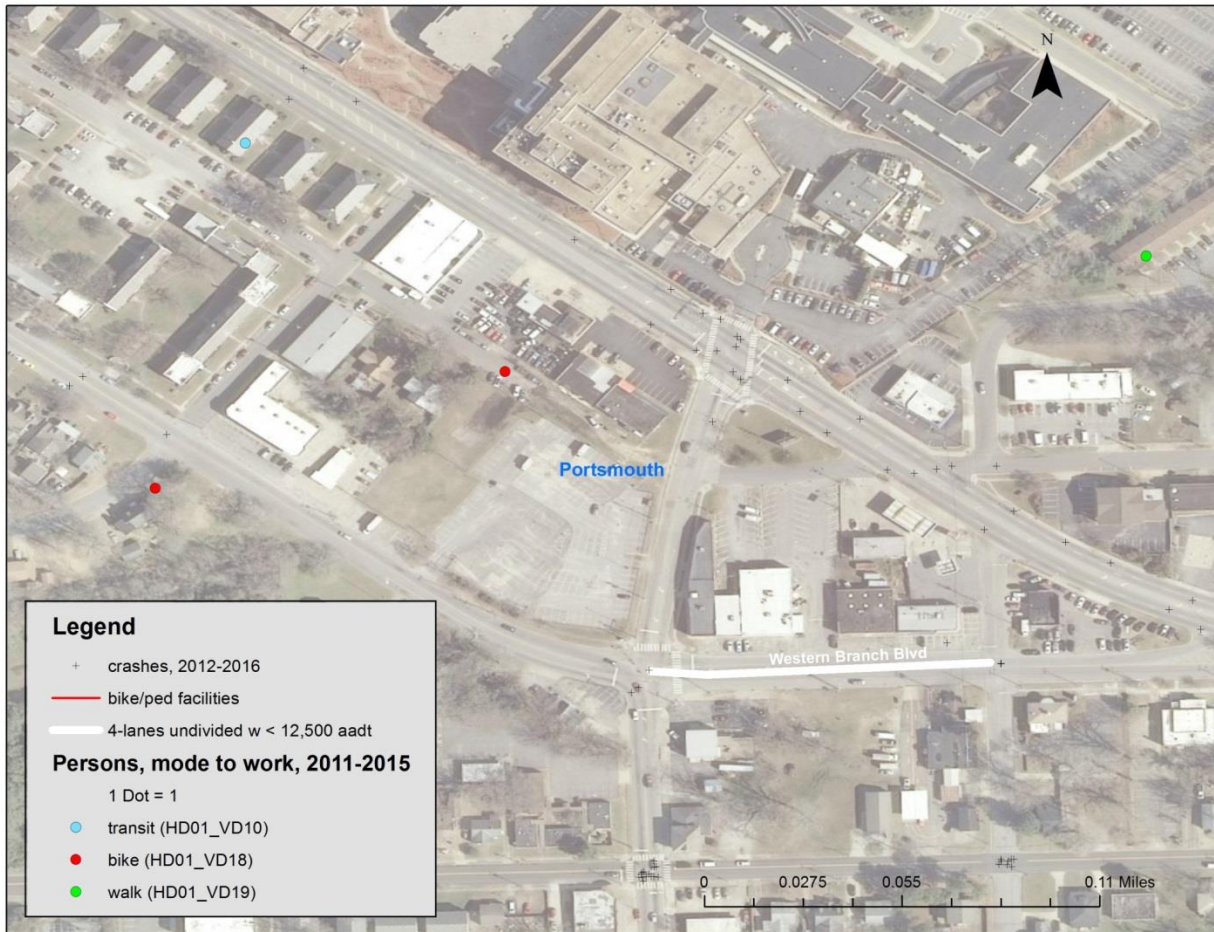 N
Portsmouth
Western Branch Blvd
Legend
crashes, 2012-2016
bike/ped facilities
4-lanes undivided w < 12,500 aadt
Persons, mode to work, 2011-2015
1 Dot = 1
transit (HD01_VD10)
bike (HD01_VD18)
walk (HD01_VD19)
0 0.0275 0.055 0.11 Miles